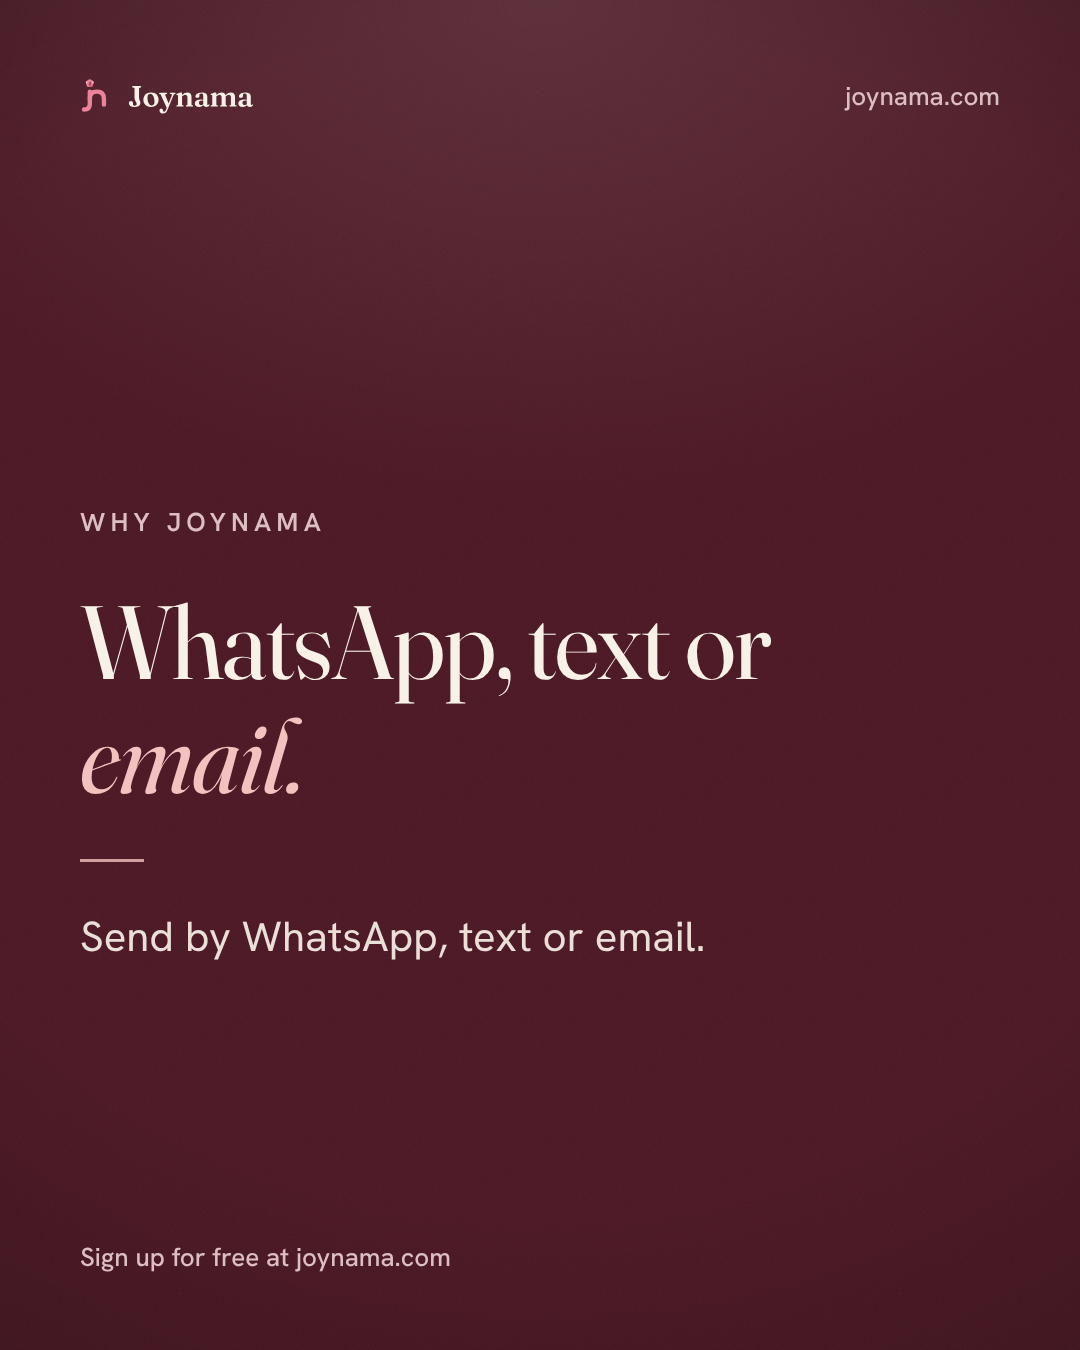 Joynama
joynama.com
WHY JOYNAMA
WhatsApp, text or
email.
Send by WhatsApp, text or email.
Sign up for free at joynama.com